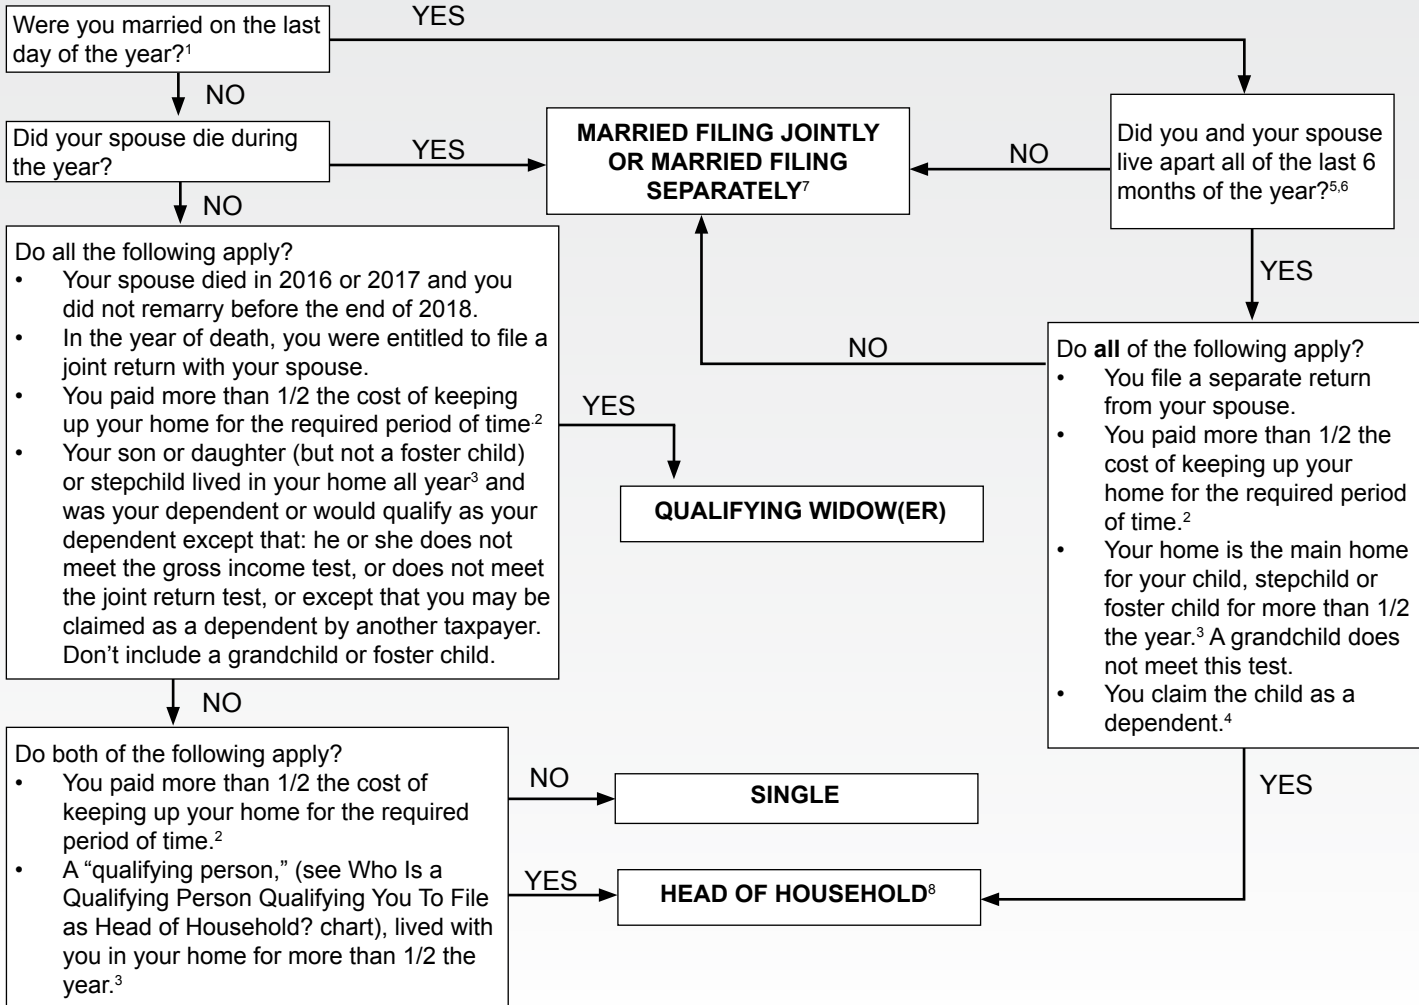 Were you married on the last
day of the year?1
YES
NO
Did your spouse die during
the year?
YES
MARRIED FILING JOINTLY
OR MARRIED FILING
SEPARATELY7
NO
Did you and your spouse
live apart all of the last 6
months of the year?5,6
NO
YES
Do all the following apply?
• Your spouse died in 2016 or 2017 and you
did not remarry before the end of 2018.
• In the year of death, you were entitled to file a
joint return with your spouse.
• You paid more than 1/2 the cost of keeping
up your home for the required period of time.2
• Your son or daughter (but not a foster child)
or stepchild lived in your home all year3 and
was your dependent or would qualify as your
dependent except that: he or she does not
meet the gross income test, or does not meet
the joint return test, or except that you may be
claimed as a dependent by another taxpayer.
Don’t include a grandchild or foster child.
YES
QUALIFYING WIDOW(ER)
NO
Do all of the following apply?
• You file a separate return
from your spouse.
• You paid more than 1/2 the
cost of keeping up your
home for the required period
of time.2
• Your home is the main home
for your child, stepchild or
foster child for more than 1/2
the year.3 A grandchild does
not meet this test.
• You claim the child as a
dependent.4
NO
YES
Do both of the following apply?
• You paid more than 1/2 the cost of
keeping up your home for the required
period of time.2
• A “qualifying person,” (see Who Is a
Qualifying Person Qualifying You To File
as Head of Household? chart), lived with
you in your home for more than 1/2 the
year.3
NO
SINGLE
YES
HEAD OF HOUSEHOLD8